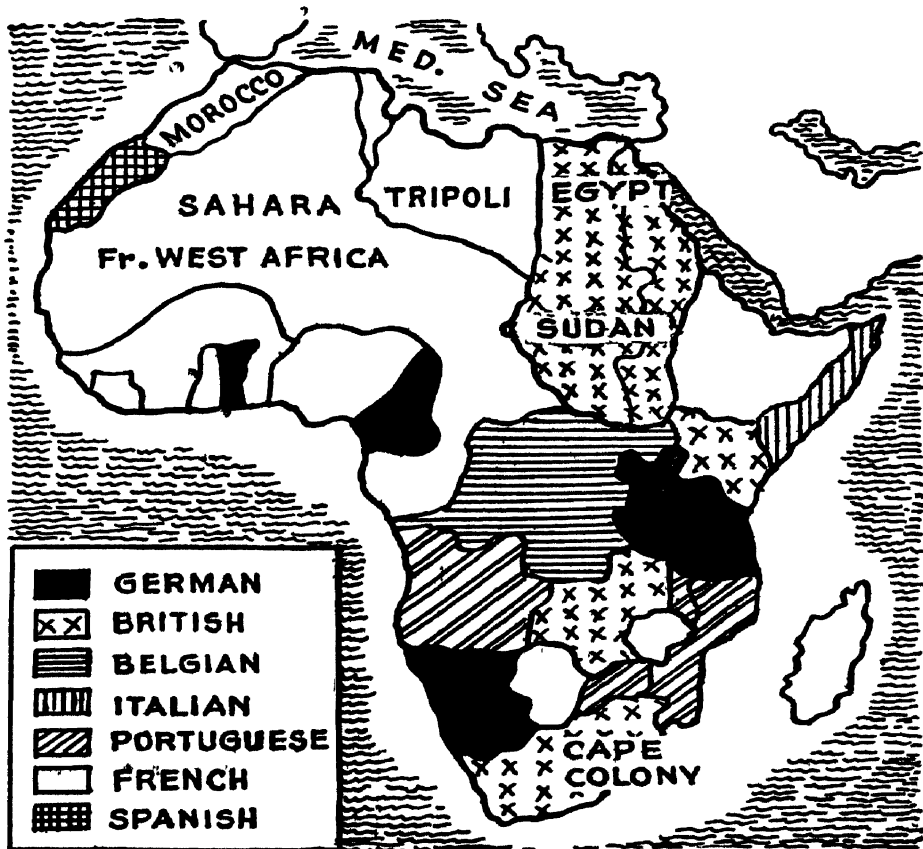 MED. SEA
MOROCCO
SAHARA
TRIPOLI
EGYPT
Fr. WEST AFRICA
SUDAN
CAPE
COLONY
GERMAN
BRITISH
BELGIAN
ITALIAN
PORTUGUESE
FRENCH
SPANISH